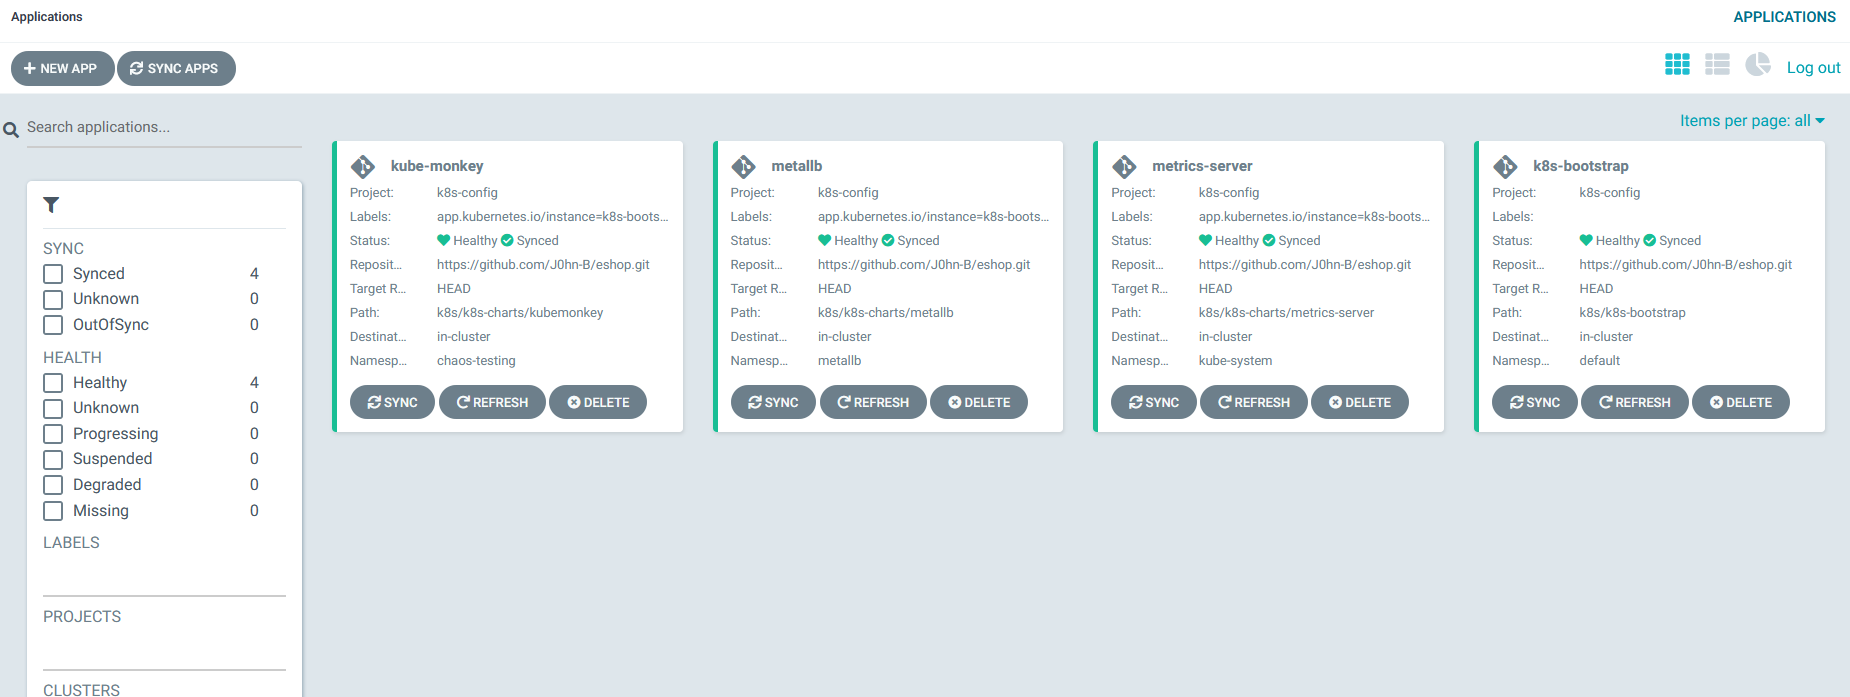 Applications
APPLICATIONS
NEW APP
SYNC APPS
Log out
Search applications...
Items per page: all
SYNC
Synced 4
Unknown 0
OutOfSync 0
HEALTH
Healthy 4
Unknown 0
Progressing 0
Suspended 0
Degraded 0
Missing 0
LABELS
PROJECTS
CLUSTERS
kube-monkey
Project: k8s-config
Labels: app.kubernetes.io/instance=k8s-boots...
Status: Healthy Synced
Reposit... https://github.com/J0hn-B/eshop.git
Target R... HEAD
Path: k8s/k8s-charts/kubemonkey
Destinat... in-cluster
Namesp... chaos-testing
SYNC REFRESH DELETE
metallb
Project: k8s-config
Labels: app.kubernetes.io/instance=k8s-boots...
Status: Healthy Synced
Reposit... https://github.com/J0hn-B/eshop.git
Target R... HEAD
Path: k8s/k8s-charts/metallb
Destinat... in-cluster
Namesp... metallb
SYNC REFRESH DELETE
metrics-server
Project: k8s-config
Labels: app.kubernetes.io/instance=k8s-boots...
Status: Healthy Synced
Reposit... https://github.com/J0hn-B/eshop.git
Target R... HEAD
Path: k8s/k8s-charts/metrics-server
Destinat... in-cluster
Namesp... kube-system
SYNC REFRESH DELETE
k8s-bootstrap
Project: k8s-config
Labels:
Status: Healthy Synced
Reposit... https://github.com/J0hn-B/eshop.git
Target R... HEAD
Path: k8s/k8s-bootstrap
Destinat... in-cluster
Namesp... default
SYNC REFRESH DELETE